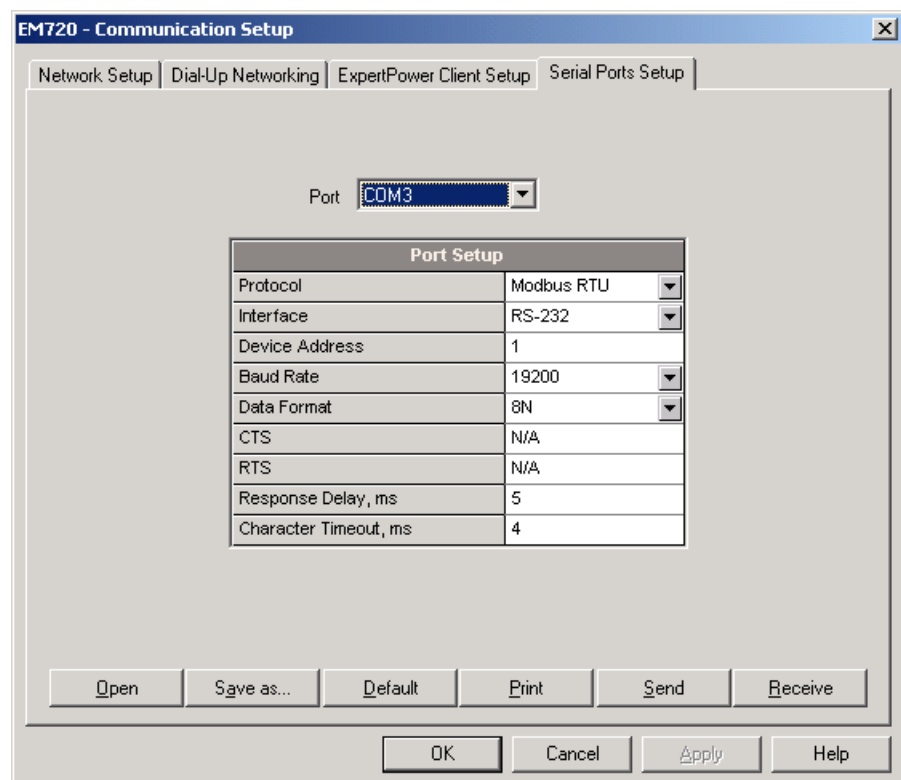 EM720 - Communication Setup
Network Setup Dial-Up Networking ExpertPower Client Setup Serial Ports Setup
Port COM3
Port Setup
Protocol Modbus RTU
Interface RS-232
Device Address 1
Baud Rate 19200
Data Format 8N
CTS N/A
RTS N/A
Response Delay, ms 5
Character Timeout, ms 4
Open Save as... Default Print Send Receive
OK Cancel Apply Help